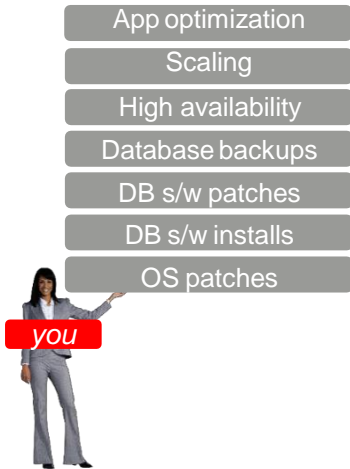 App optimization
Scaling
High availability
Database backups
DB s/w patches
DB s/w installs
OS patches
you